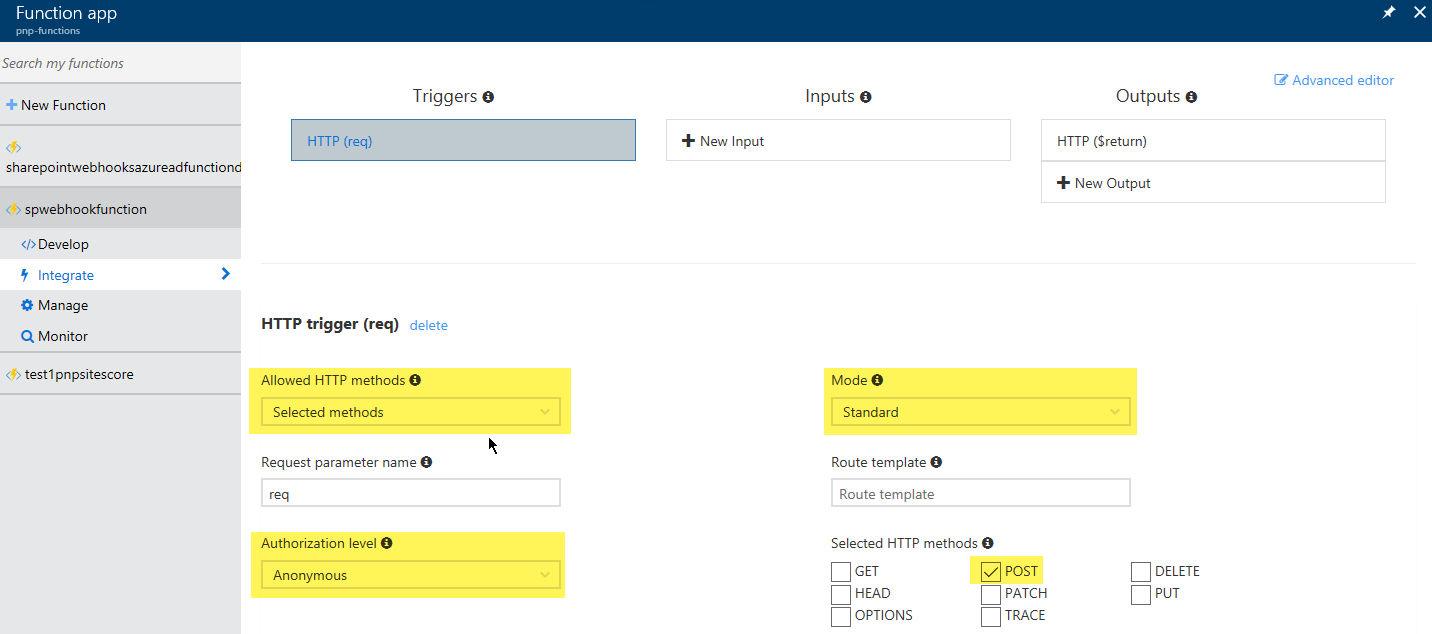 Function app
pnp-functions
Search my functions
New Function
sharepointwebhooksazureadfunctiond
spwebhookfunction
Develop
Integrate
Manage
Monitor
test1pnpsitescore
Advanced editor
Triggers
Inputs
Outputs
HTTP (req)
New Input
HTTP ($return)
New Output
HTTP trigger (req) delete
Allowed HTTP methods
Selected methods
Mode
Standard
Request parameter name
req
Route template
Route template
Authorization level
Anonymous
Selected HTTP methods
GET POST DELETE
HEAD PATCH PUT
OPTIONS TRACE